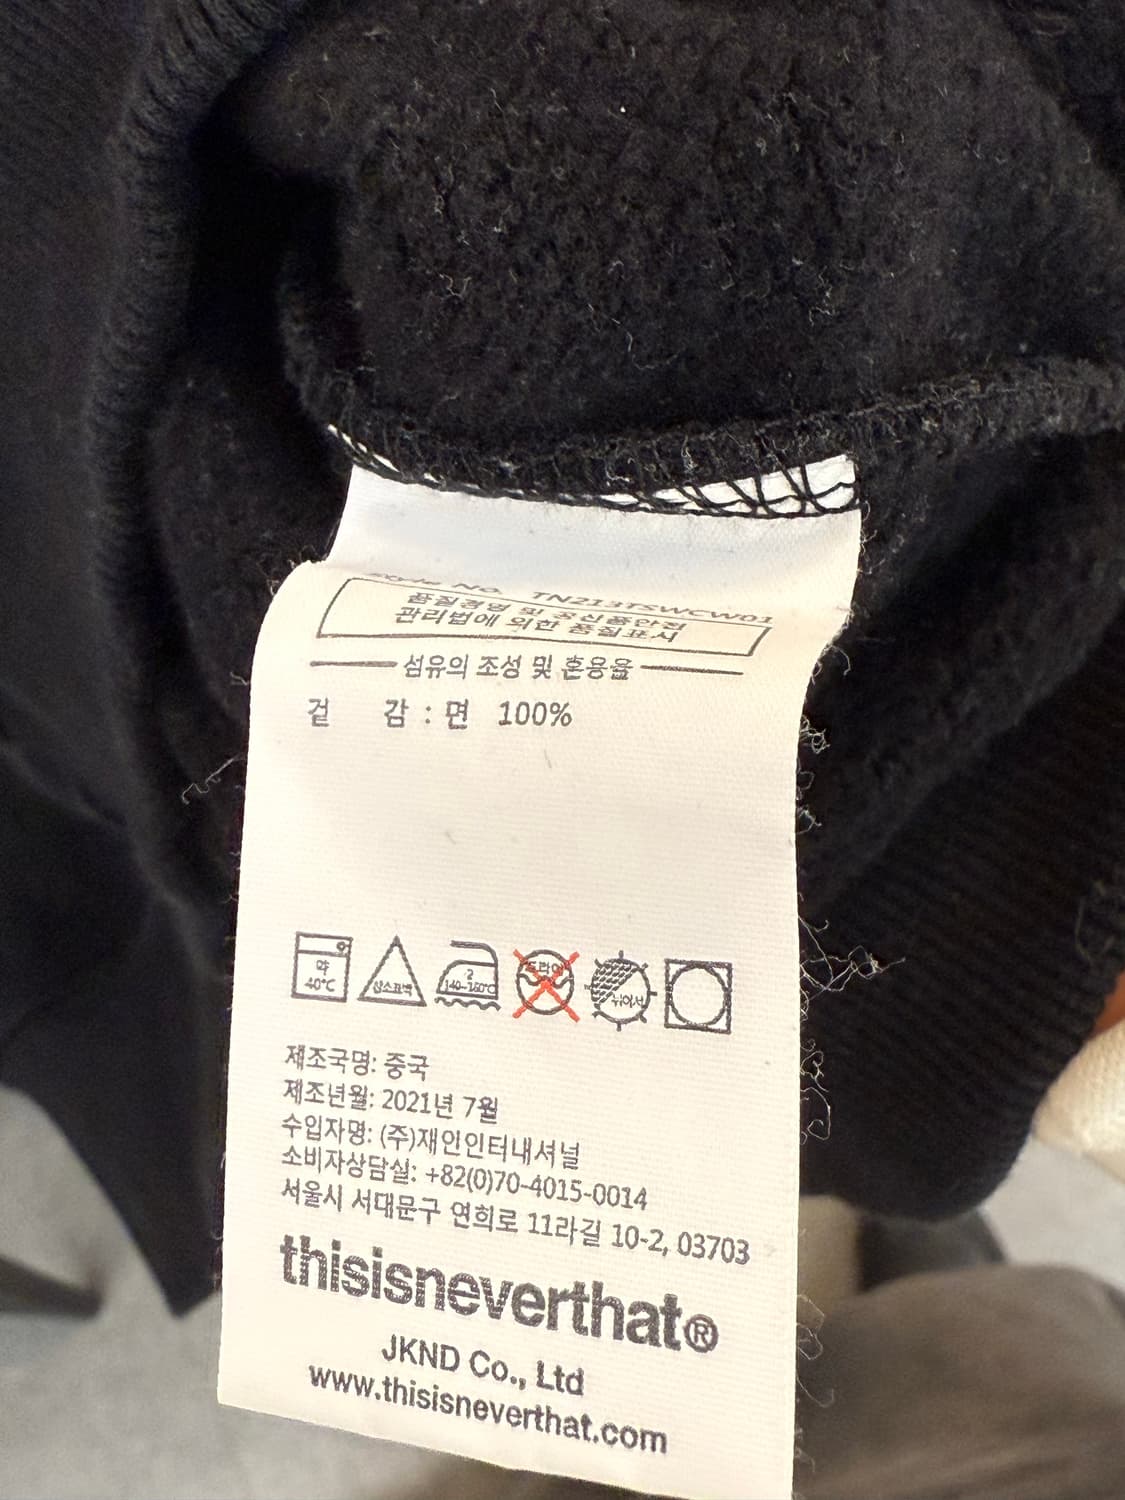 Style No. TN213TSWCW01
품질경영 및 공산품안전
관리법에 의한 품질표시
섬유의 조성 및 혼용율
겉 감 : 면 100%
약
40℃
산소표백
2
140~160℃
드라이
뉘어서
제조국명: 중국
제조년월: 2021년 7월
수입자명: (주)재인인터내셔널
소비자상담실: +82(0)70-4015-0014
서울시 서대문구 연희로 11라길 10-2, 03703
thisisneverthat®
JKND Co., Ltd
www.thisisneverthat.com